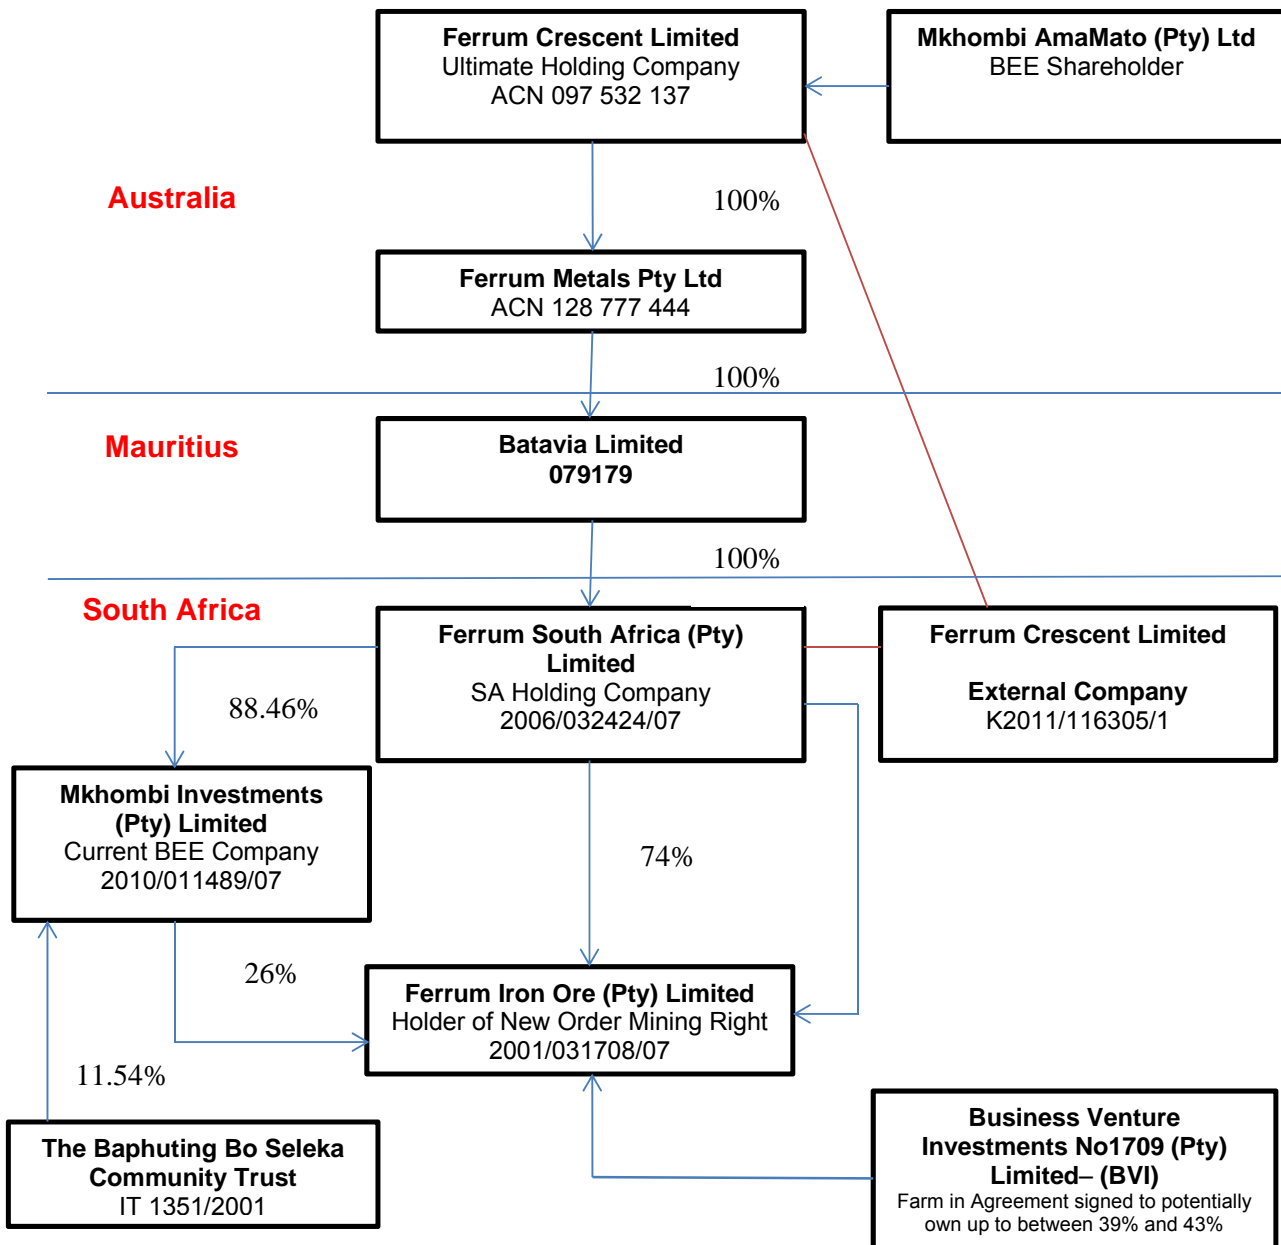 Ferrum Crescent Limited
Ultimate Holding Company
ACN 097 532 137
Mkhombi AmaMato (Pty) Ltd
BEE Shareholder
Australia
100%
Ferrum Metals Pty Ltd
ACN 128 777 444
100%
Mauritius
Batavia Limited
079179
100%
South Africa
Ferrum South Africa (Pty)
Limited
SA Holding Company
2006/032424/07
Ferrum Crescent Limited
External Company
K2011/116305/1
88.46%
Mkhombi Investments
(Pty) Limited
Current BEE Company
2010/011489/07
74%
26%
Ferrum Iron Ore (Pty) Limited
Holder of New Order Mining Right
2001/031708/07
11.54%
The Baphuting Bo Seleka
Community Trust
IT 1351/2001
Business Venture
Investments No1709 (Pty)
Limited– (BVI)
Farm in Agreement signed to potentially
own up to between 39% and 43%